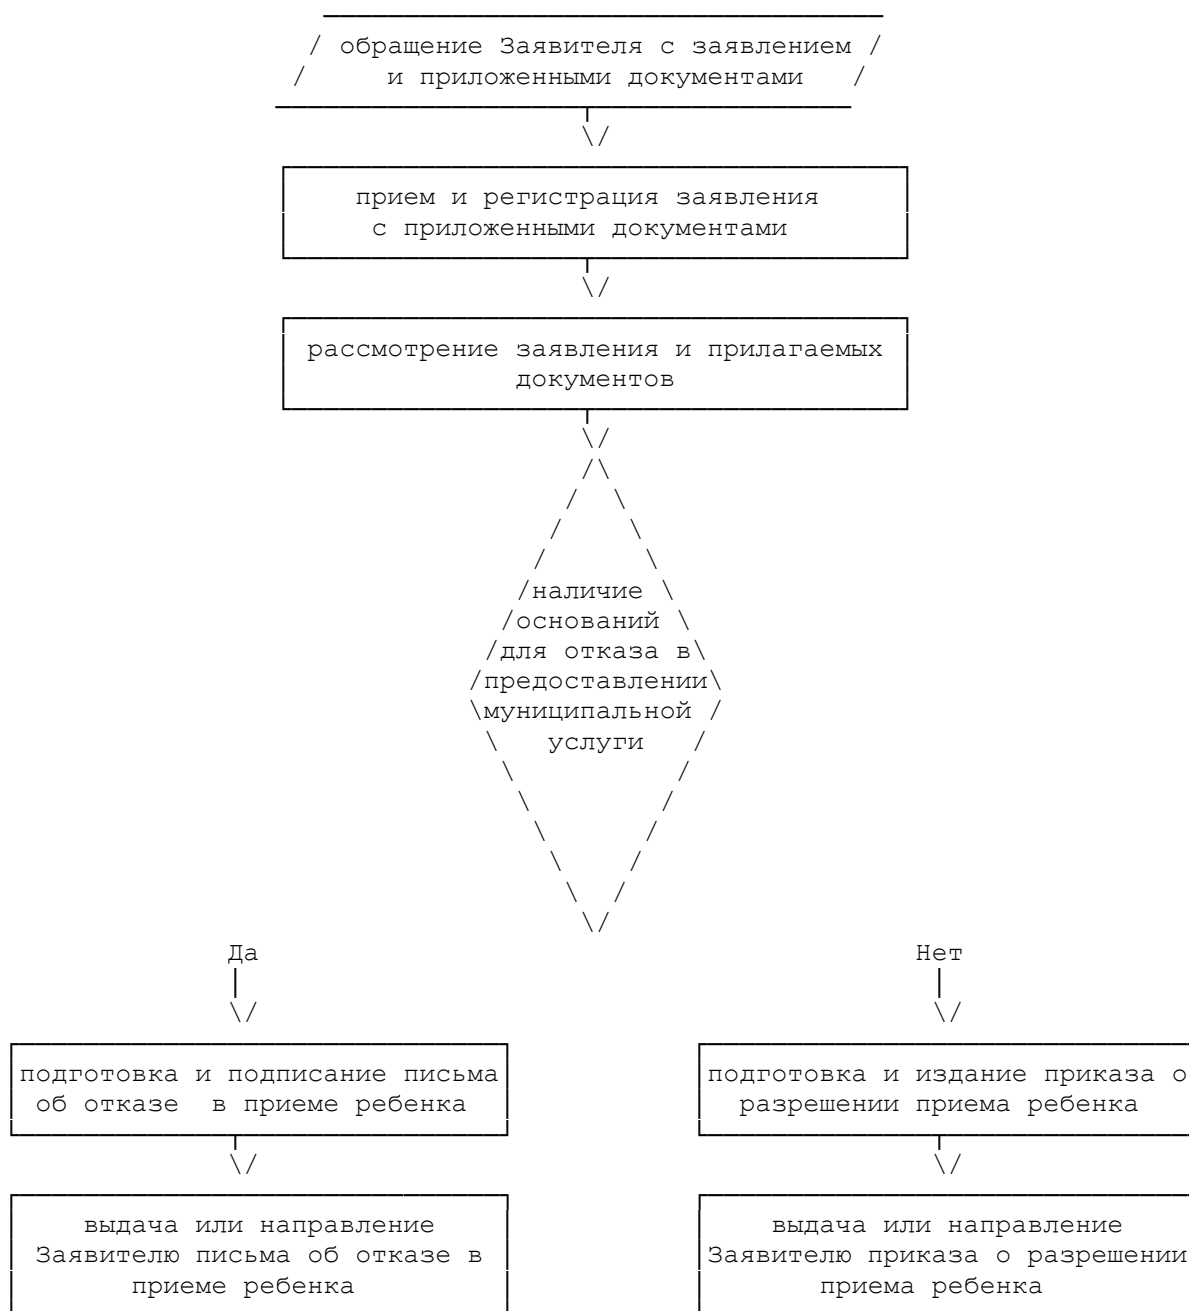 обращение Заявителя с заявлением
и приложенными документами
прием и регистрация заявления
с приложенными документами
рассмотрение заявления и прилагаемых
документов
наличие
оснований
для отказа в
предоставлении
муниципальной
услуги
Да
Нет
подготовка и подписание письма
об отказе в приеме ребенка
подготовка и издание приказа о
разрешении приема ребенка
выдача или направление
Заявителю письма об отказе в
приеме ребенка
выдача или направление
Заявителю приказа о разрешении
приема ребенка